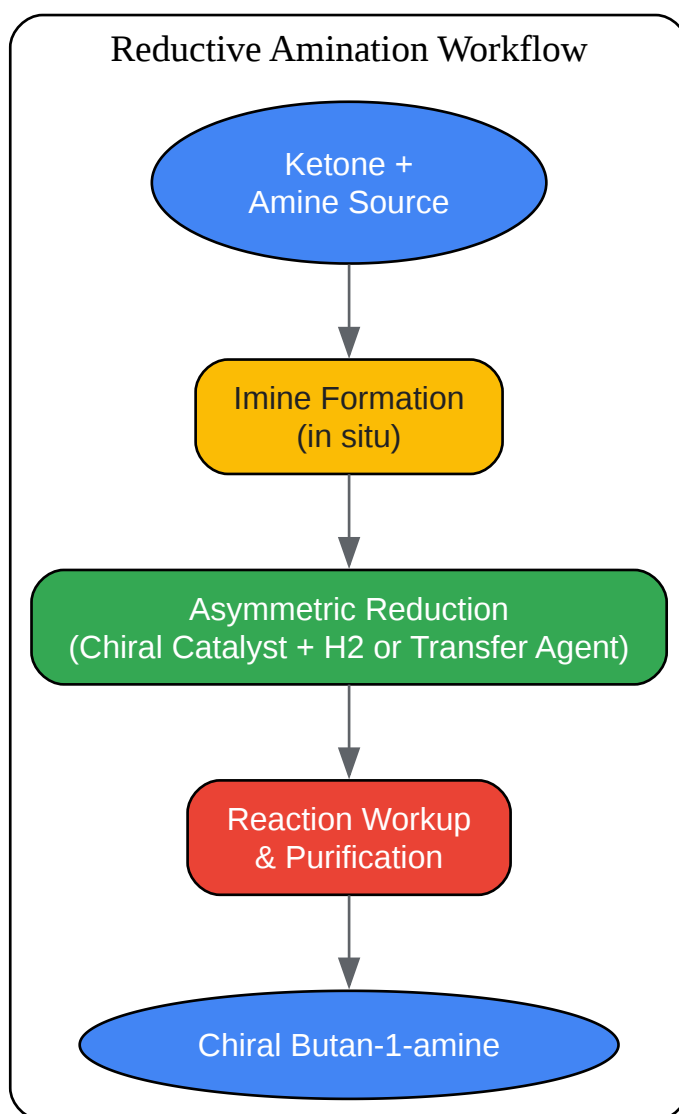 Reductive Amination Workflow
Ketone +
Amine Source
Imine Formation
(in situ)
Asymmetric Reduction
(Chiral Catalyst + H2 or Transfer Agent)
Reaction Workup
& Purification
Chiral Butan-1-amine